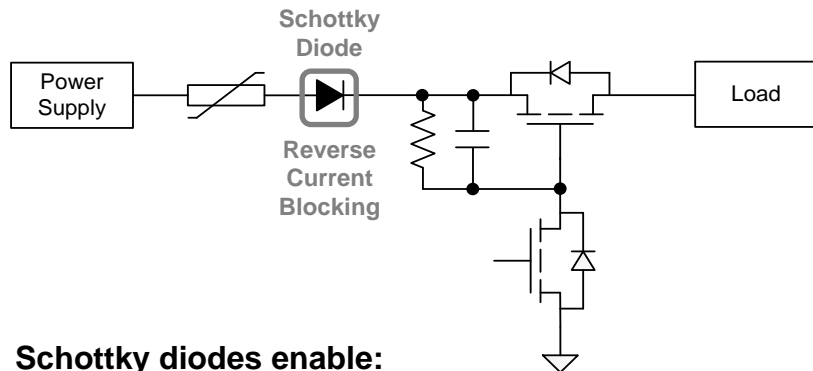 Schottky
Diode
Power
Supply
Load
Reverse
Current
Blocking
Schottky diodes enable: